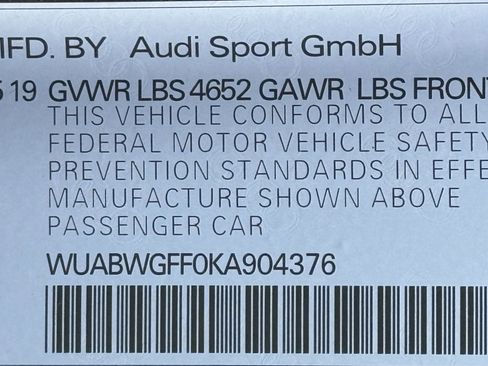 MFD. BY Audi Sport GmbH
519 GVWR LBS 4652 GAWR LBS FRONT
THIS VEHICLE CONFORMS TO ALL
FEDERAL MOTOR VEHICLE SAFETY
PREVENTION STANDARDS IN EFFE
MANUFACTURE SHOWN ABOVE
PASSENGER CAR
WUABWGFF0KA904376